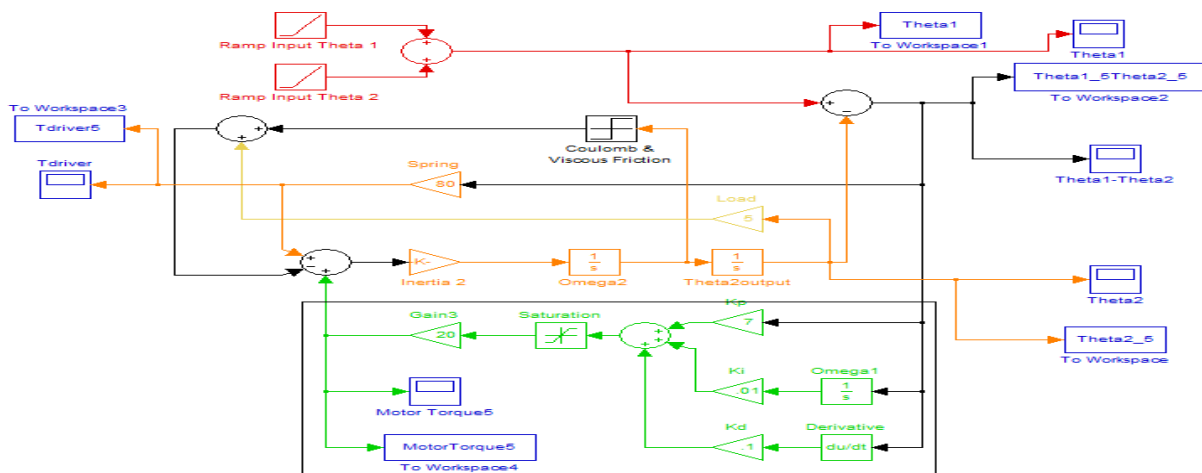 Ramp Input Theta 1
Ramp Input Theta 2
Theta1
To Workspace1
Theta1
Theta1_5Theta2_5
To Workspace2
To Workspace3
Tdriver5
Tdriver
Coulomb &
Viscous Friction
Theta1-Theta2
Spring
80
Load
5
K-
Inertia 2
1
s
Omega2
1
s
Theta2output
Theta2
Theta2_5
To Workspace
Gain3
20
Saturation
Kp
7
Ki
.01
Omega1
1
s
Kd
.1
Derivative
du/dt
Motor Torque5
MotorTorque5
To Workspace4